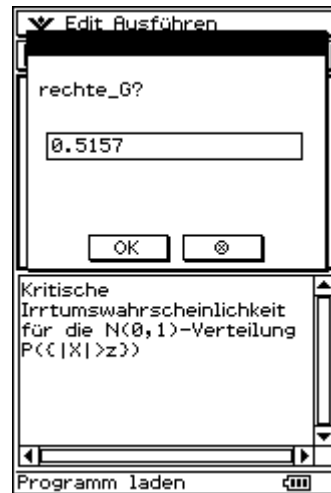 Edit Ausführen
rechte_G?
0.5157
OK
Kritische
Irrtumswahrscheinlichkeit
für die N(0,1)-Verteilung
P({|X|>z})
Programm laden